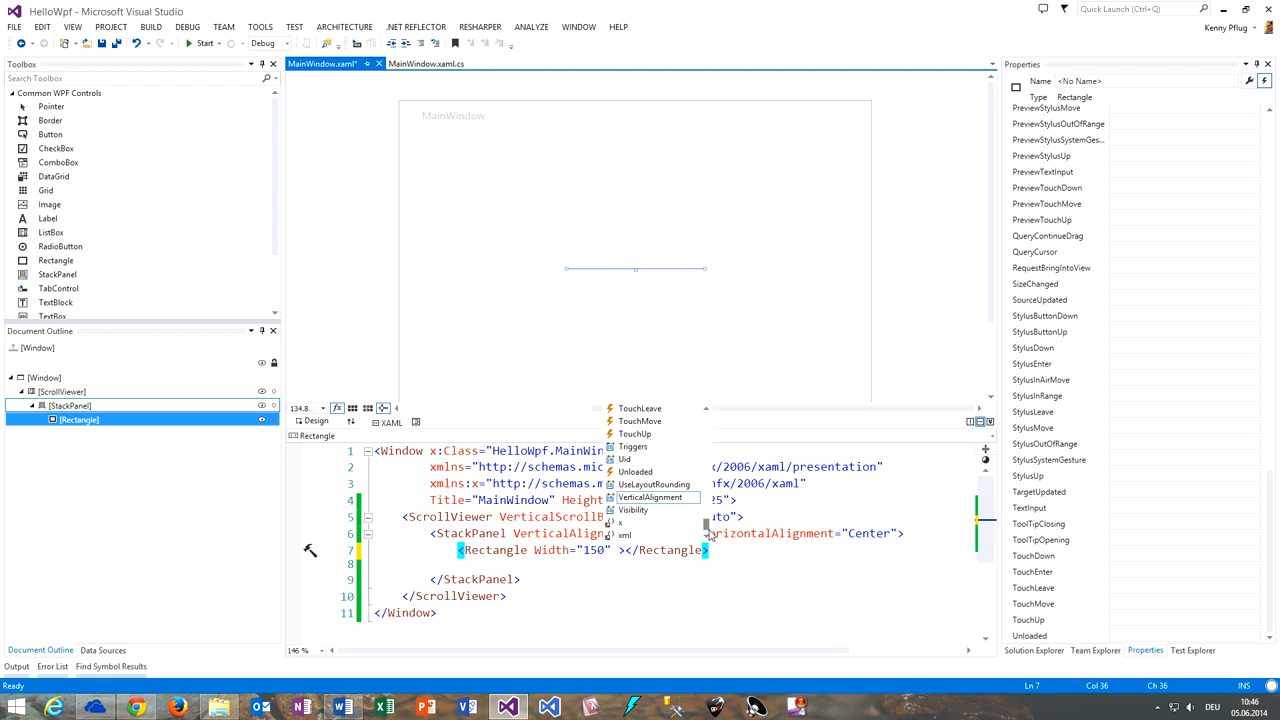 HelloWpf - Microsoft Visual Studio
Quick Launch (Ctrl+Q)
FILE EDIT VIEW PROJECT BUILD DEBUG TEAM TOOLS TEST ARCHITECTURE .NET REFLECTOR RESHARPER ANALYZE WINDOW HELP
Kenny Pflug
Start
Debug
Toolbox
Search Toolbox
Common WPF Controls
Pointer
Border
Button
CheckBox
ComboBox
DataGrid
Grid
Image
Label
ListBox
RadioButton
Rectangle
StackPanel
TabControl
TextBlock
TextBox
Document Outline
[Window]
[Window]
[ScrollViewer]
[StackPanel]
[Rectangle]
Document Outline Data Sources
Output Error List Find Symbol Results
MainWindow.xaml*
MainWindow.xaml.cs
MainWindow
134.8
Design
XAML
Rectangle
TouchLeave
TouchMove
TouchUp
Triggers
Uid
Unloaded
UseLayoutRounding
VerticalAlignment
Visibility
x
xml
1 <Window x:Class="HelloWpf.MainWin
2 xmlns="http://schemas.mic x/2006/xaml/presentation"
3 xmlns:x="http://schemas.m nfx/2006/xaml"
4 Title="MainWindow" Height 25">
5 <ScrollViewer VerticalScrollB uto">
6 <StackPanel VerticalAlign rizontalAlignment="Center">
7 <Rectangle Width="150" ></Rectangle>
8
9 </StackPanel>
10 </ScrollViewer>
11 </Window>
146 %
Properties
Name <No Name>
Type Rectangle
PreviewStylusMove
PreviewStylusOutOfRange
PreviewStylusSystemGes...
PreviewStylusUp
PreviewTextInput
PreviewTouchDown
PreviewTouchMove
PreviewTouchUp
QueryContinueDrag
QueryCursor
RequestBringIntoView
SizeChanged
SourceUpdated
StylusButtonDown
StylusButtonUp
StylusDown
StylusEnter
StylusInAirMove
StylusInRange
StylusLeave
StylusMove
StylusOutOfRange
StylusSystemGesture
StylusUp
TargetUpdated
TextInput
ToolTipClosing
ToolTipOpening
TouchDown
TouchEnter
TouchLeave
TouchMove
TouchUp
Unloaded
Solution Explorer Team Explorer Properties Test Explorer
Ready
Ln 7
Col 36
Ch 36
INS
DEU
10:46
05.06.2014